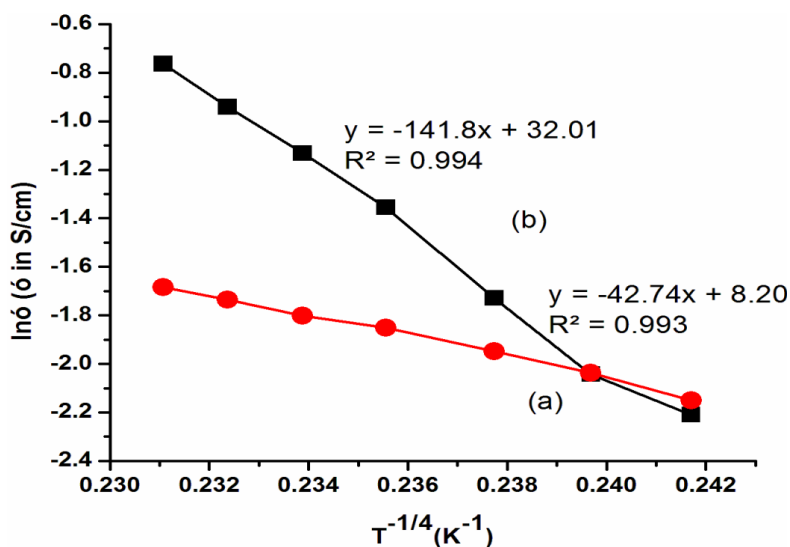 -0.6
-0.8
-1.0
-1.2
-1.4
-1.6
-1.8
-2.0
-2.2
-2.4
lnó (ó in S/cm)
y = -141.8x + 32.01
R² = 0.994
(b)
y = -42.74x + 8.20
R² = 0.993
(a)
0.230 0.232 0.234 0.236 0.238 0.240 0.242
T⁻¹/⁴(K⁻¹)